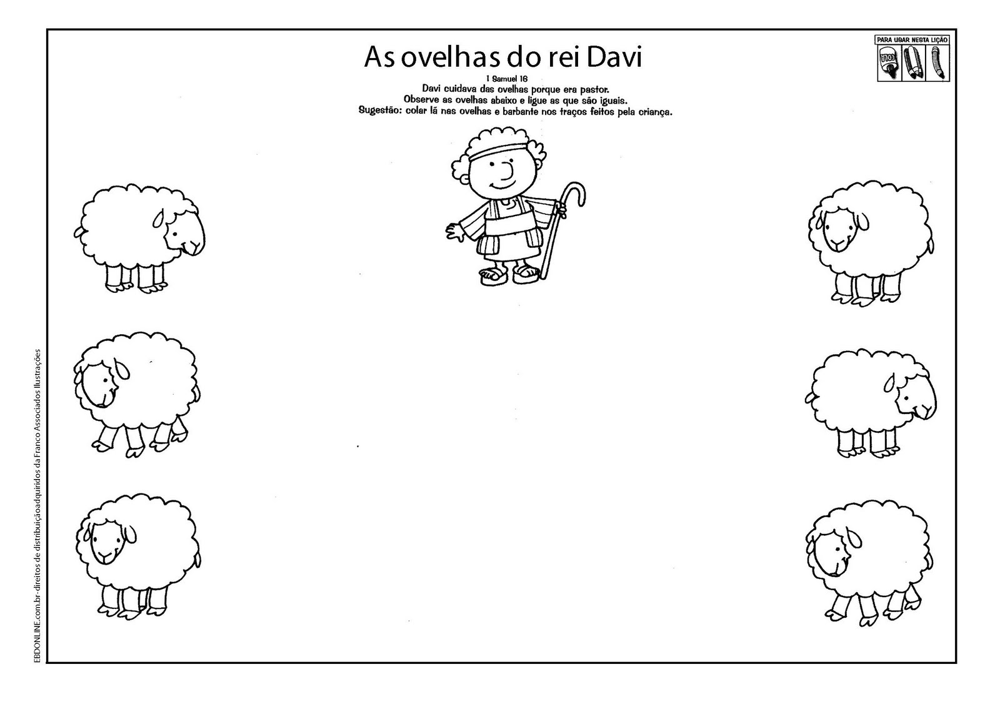 PARA USAR NESTA LIÇÃO
COLA
As ovelhas do rei Davi
I Samuel 16
Davi cuidava das ovelhas porque era pastor.
Observe as ovelhas abaixo e ligue as que são iguais.
Sugestão: colar lã nas ovelhas e barbante nos traços feitos pela criança.
EBDONLINE.com.br-direitos de distribuiçãoadquiridos da Franco Associados Ilustrações